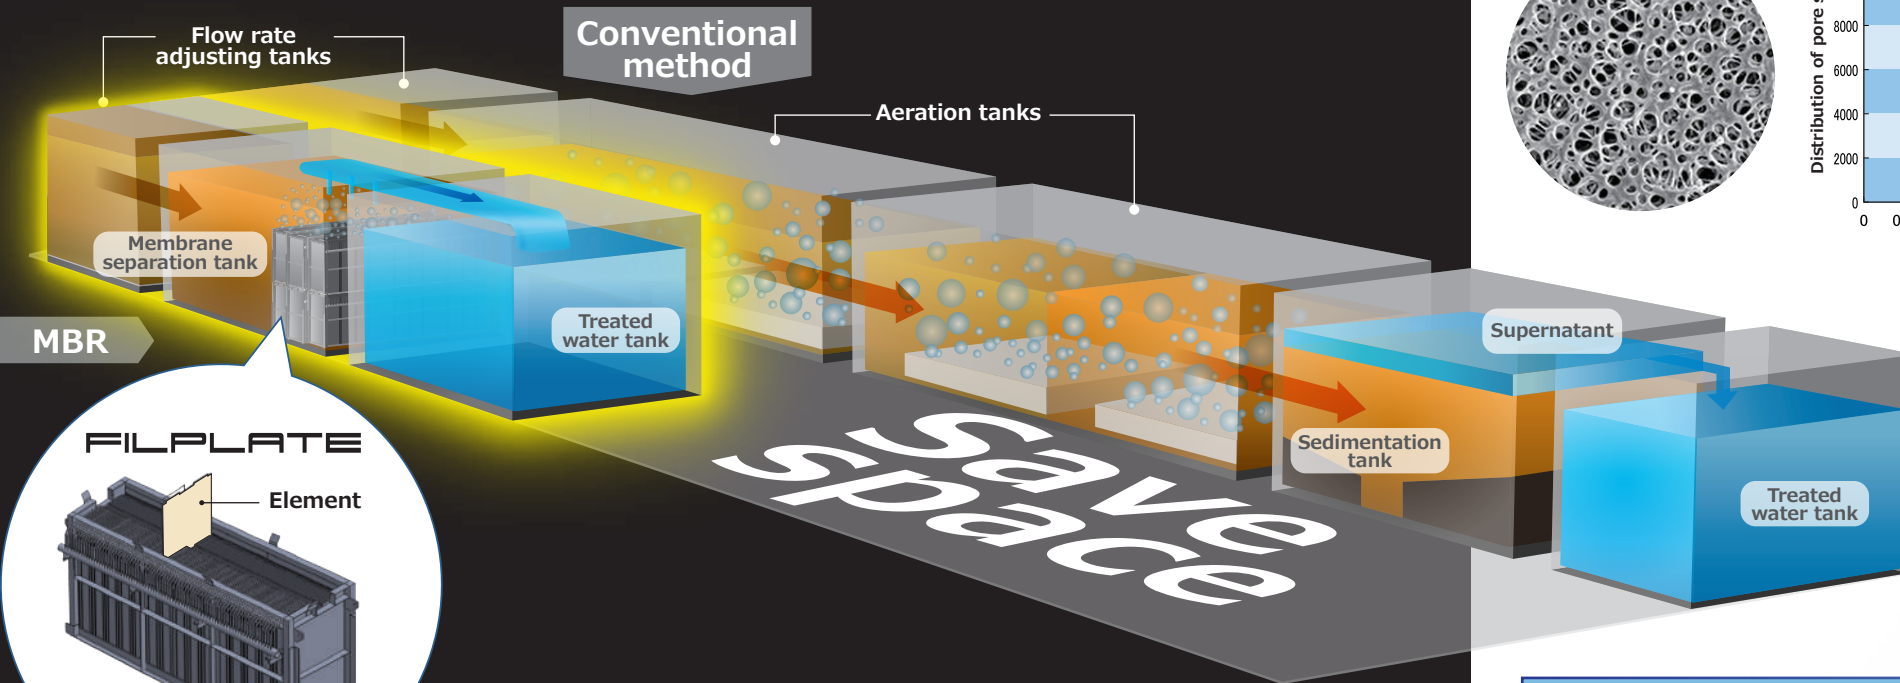 Flow rate
adjusting tanks
Conventional
method
Aeration tanks
Membrane
separation tank
Treated
water tank
MBR
FILPLATE
Element
save
space
Supernatant
Sedimentation
tank
Treated
water tank
Distribution of pore
8000
6000
4000
2000
0
0